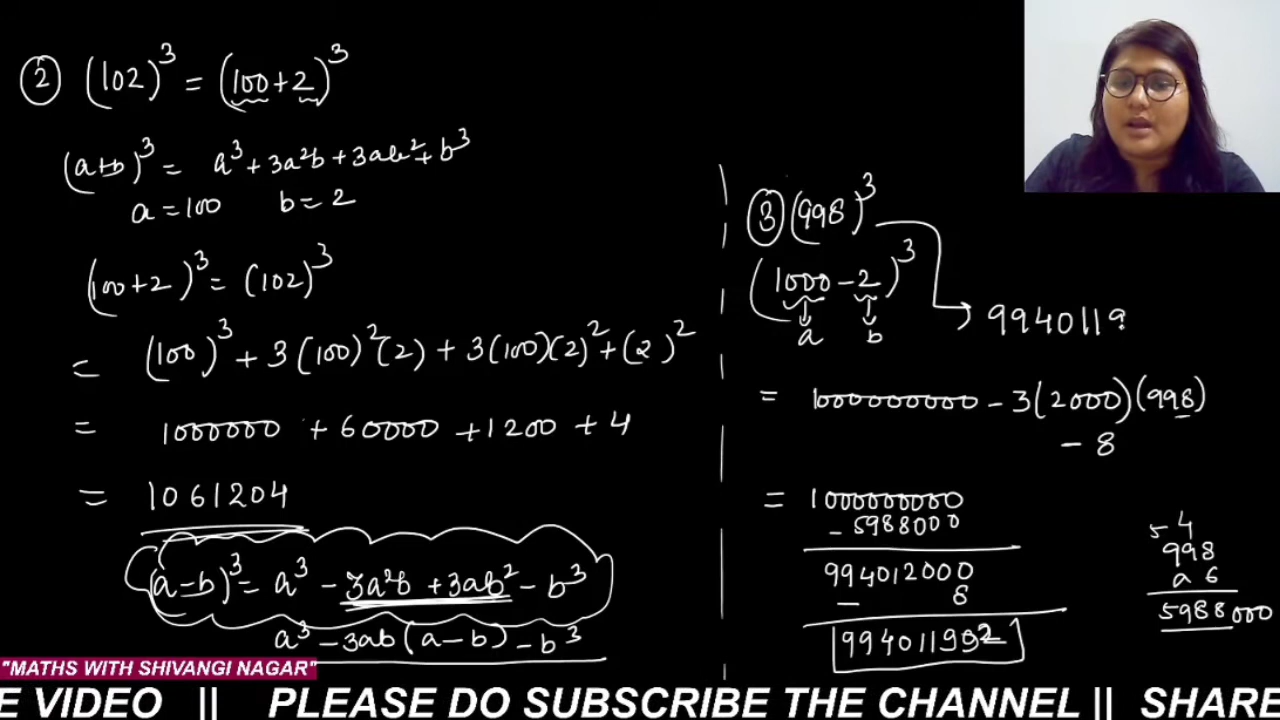 ② (102)³ = (100+2)³
(a+b)³ = a³ + 3a²b + 3ab² + b³
a = 100 b = 2
(100+2)³ = (102)³
= (100)³ + 3(100)²(2) + 3(100)(2)² + (2)²
= 1000000 + 60000 + 1200 + 4
= 1061204
(a-b)³ = a³ - 3a²b + 3ab² - b³
a³ - 3ab(a-b) - b³
③ (998)³
(1000-2)³
a b
9940119?
= 1000000000 - 3(2000)(998)
- 8
= 1000000000
- 5988000
994012000
- 8
994011992
5 4
998
6
5988000
"MATHS WITH SHIVANGI NAGAR"
E VIDEO || PLEASE DO SUBSCRIBE THE CHANNEL || SHARE